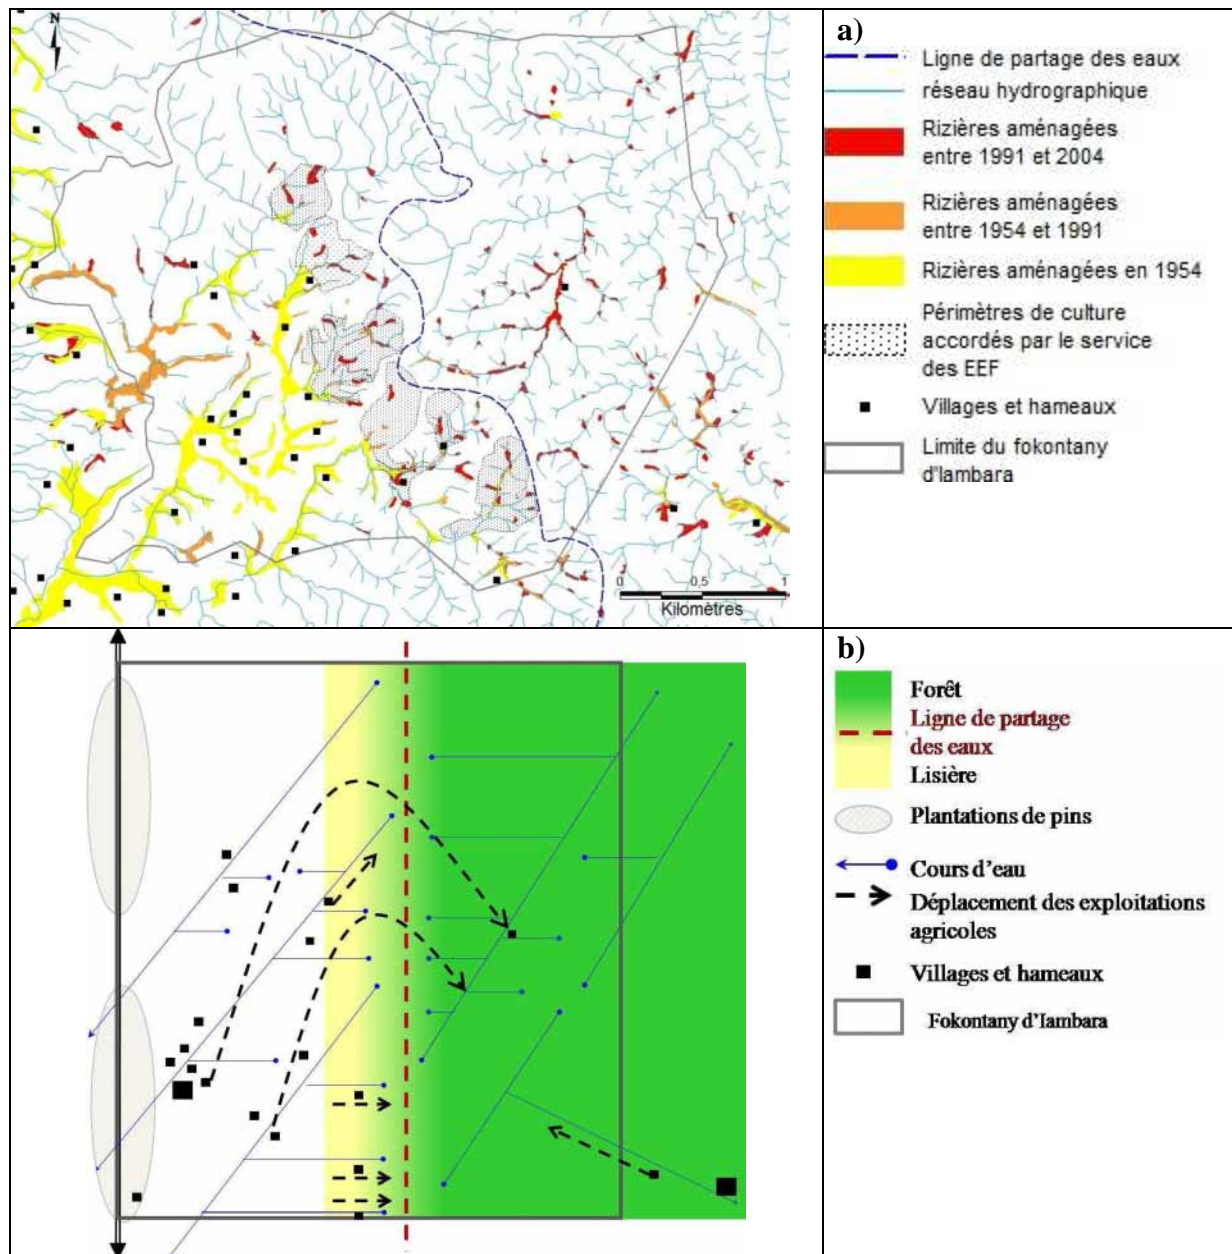 N
0 0,5 1
Kilomètres
a)
Ligne de partage des eaux
réseau hydrographique
Rizières aménagées
entre 1991 et 2004
Rizières aménagées
entre 1954 et 1991
Rizières aménagées en 1954
Périmètres de culture
accordés par le service
des EEF
Villages et hameaux
Limite du fokontany
d'Iambara
b)
Forêt
Ligne de partage
des eaux
Lisière
Plantations de pins
Cours d'eau
Déplacement des exploitations
agricoles
Villages et hameaux
Fokontany d'Iambara